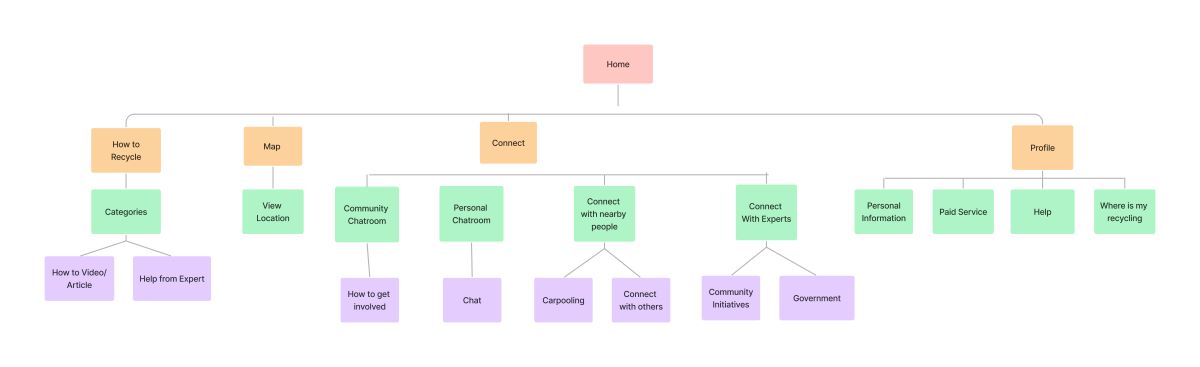 Home
How to
Recycle
Map
Connect
Profile
Categories
View
Location
Community
Chatroom
Personal
Chatroom
Connect
with nearby
people
Connect
With Experts
Personal
Information
Paid Service
Help
Where is my
recycling
How to Video/
Article
Help from Expert
How to get
involved
Chat
Carpooling
Connect
with others
Community
Initiatives
Government